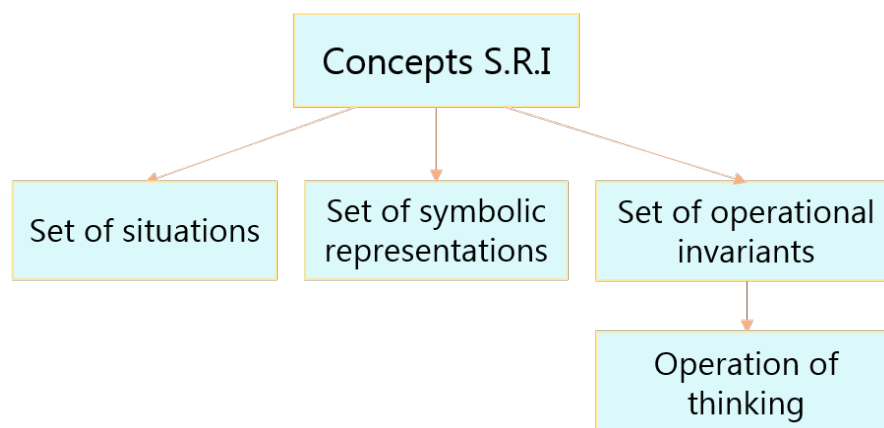 Concepts S.R.I
Set of situations
Set of symbolic
representations
Set of operational
invariants
Operation of
thinking